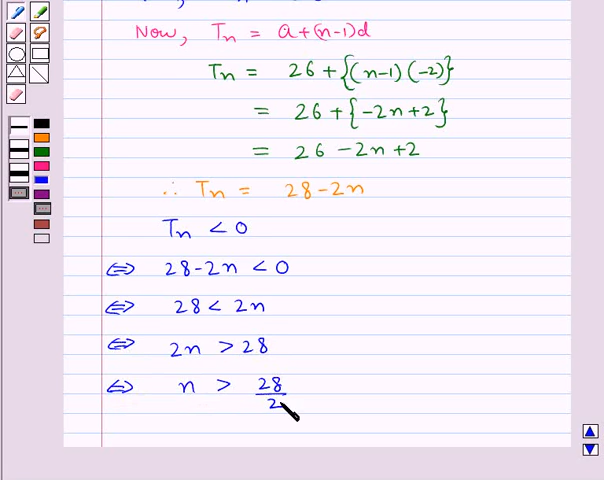 Now, Tn = a+(n-1)d
Tn = 26+{(n-1)(-2)}
= 26+{-2n+2}
= 26-2n+2
∴ Tn = 28-2n
Tn < 0
⇔ 28-2n < 0
⇔ 28 < 2n
⇔ 2n > 28
⇔ n > 28/2